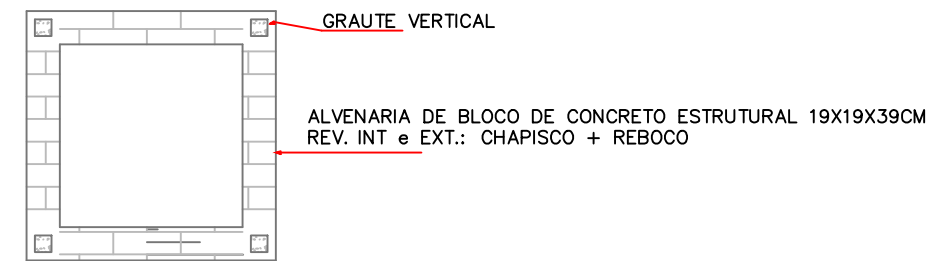 GRAUTE VERTICAL
ALVENARIA DE BLOCO DE CONCRETO ESTRUTURAL 19X19X39CM
REV. INT e EXT.: CHAPISCO + REBOCO